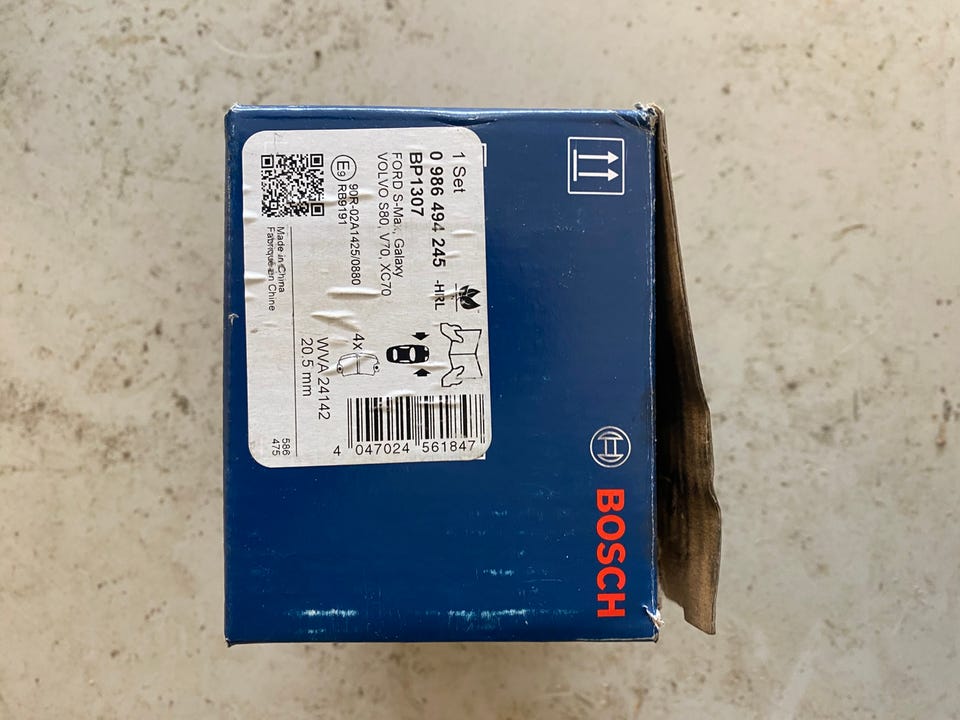 1 Set
0 986 494 245 -HRL
BP1307
FORD S-Max, Galaxy
VOLVO S80, V70, XC70
E9
90R-02A1425/0880
RB9191
Made in China
Fabriqué en Chine
4x
WVA 24142
20.5 mm
586
475
4 047024 561847
BOSCH